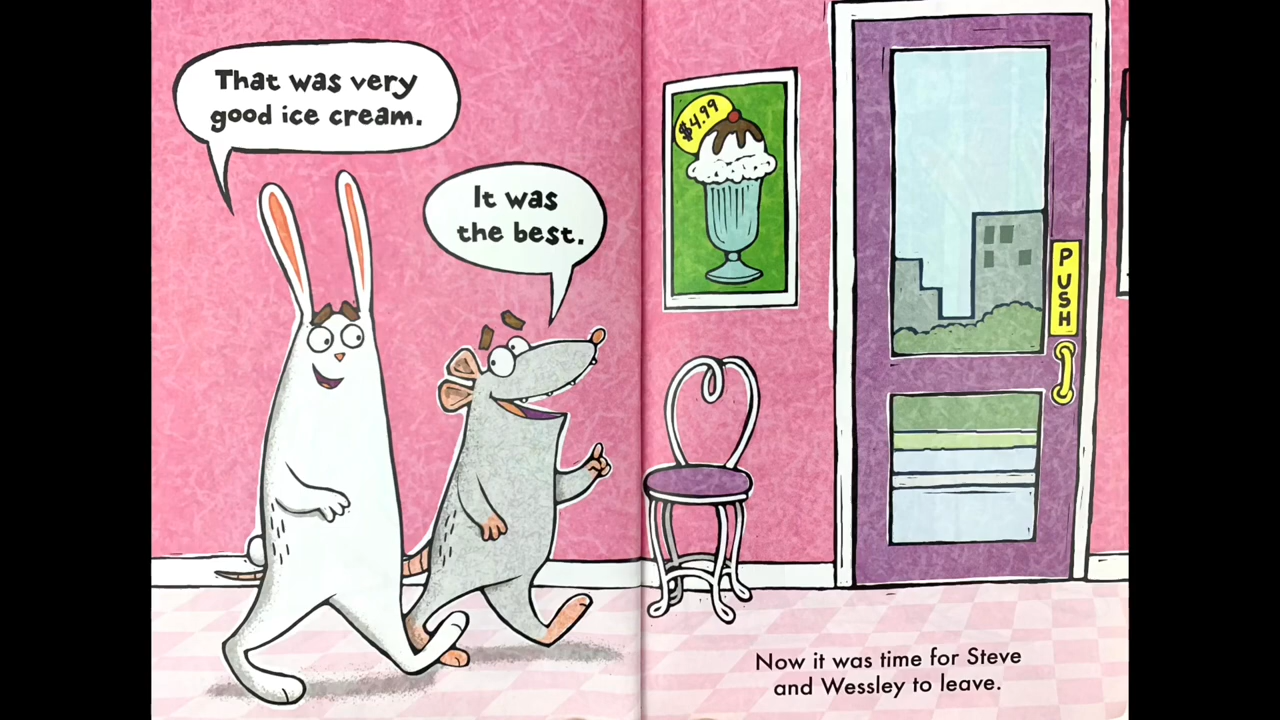 That was very
good ice cream.
It was
the best.
$4.99
PUSH
Now it was time for Steve
and Wessley to leave.